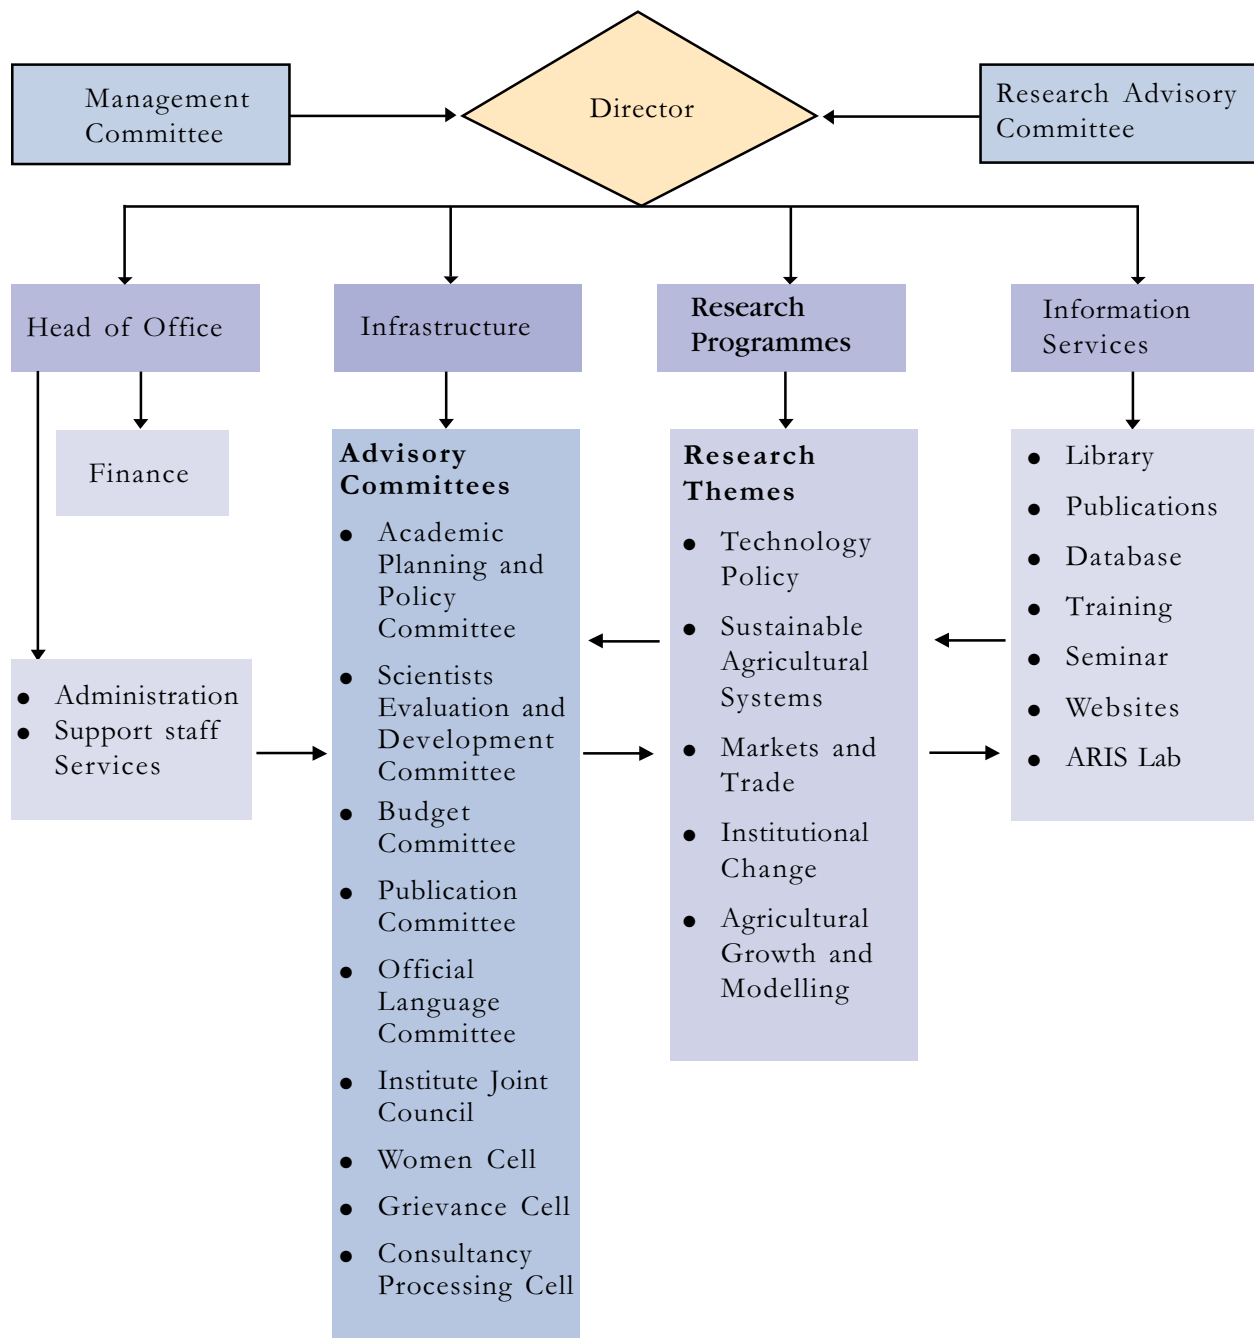 Management
Committee
Director
Research Advisory
Committee
Head of Office
Infrastructure
Research
Programmes
Information
Services
Finance
● Administration
● Support staff
Services
Advisory
Committees
● Academic
Planning and
Policy
Committee
● Scientists
Evaluation and
Development
Committee
● Budget
Committee
● Publication
Committee
● Official
Language
Committee
● Institute Joint
Council
● Women Cell
● Grievance Cell
● Consultancy
Processing Cell
Research
Themes
● Technology
Policy
● Sustainable
Agricultural
Systems
● Markets and
Trade
● Institutional
Change
● Agricultural
Growth and
Modelling
● Library
● Publications
● Database
● Training
● Seminar
● Websites
● ARIS Lab